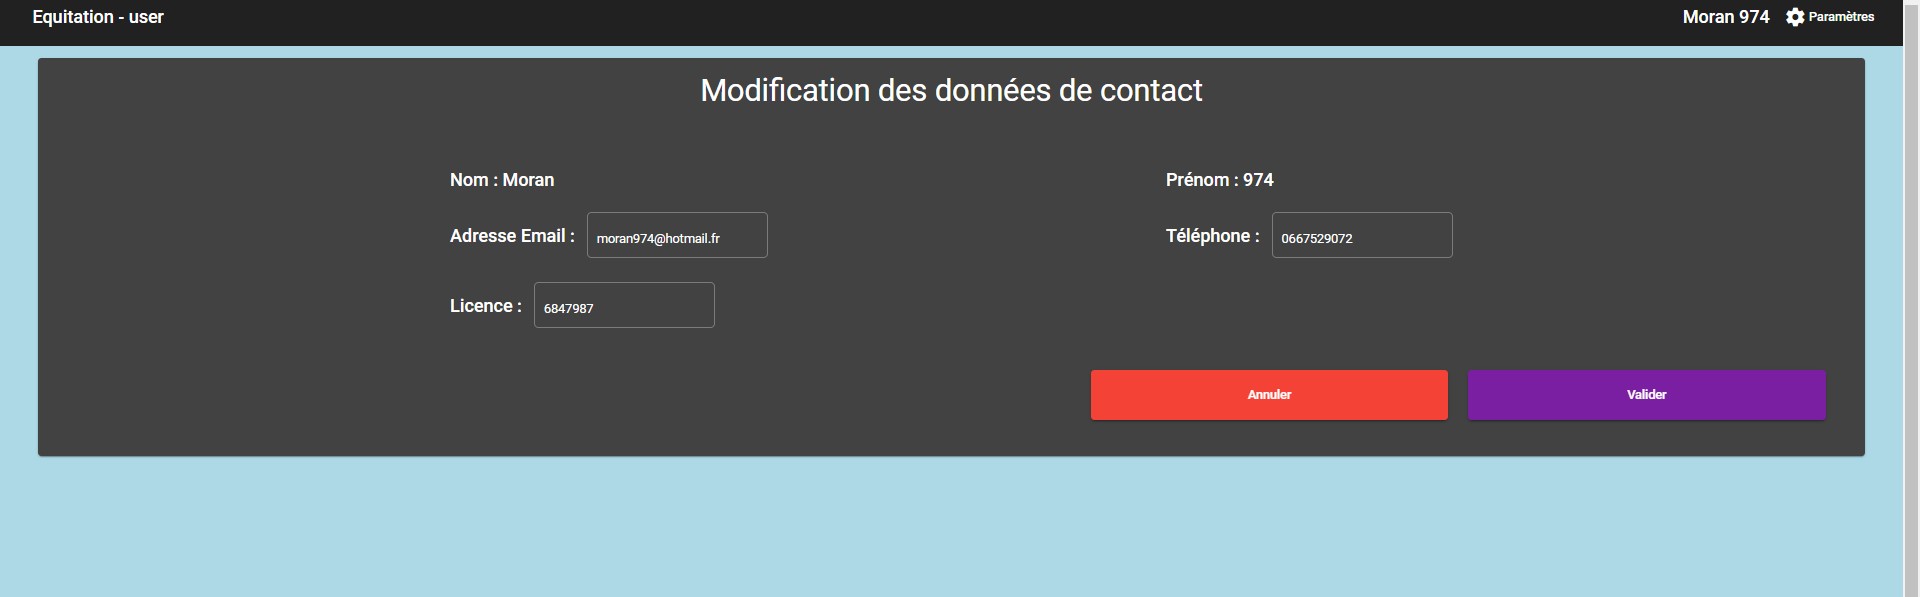 Equitation - user
Moran 974 Paramètres
Modification des données de contact
Nom : Moran
Prénom : 974
Adresse Email : moran974@hotmail.fr
Téléphone : 0667529072
Licence : 6847987
Annuler
Valider